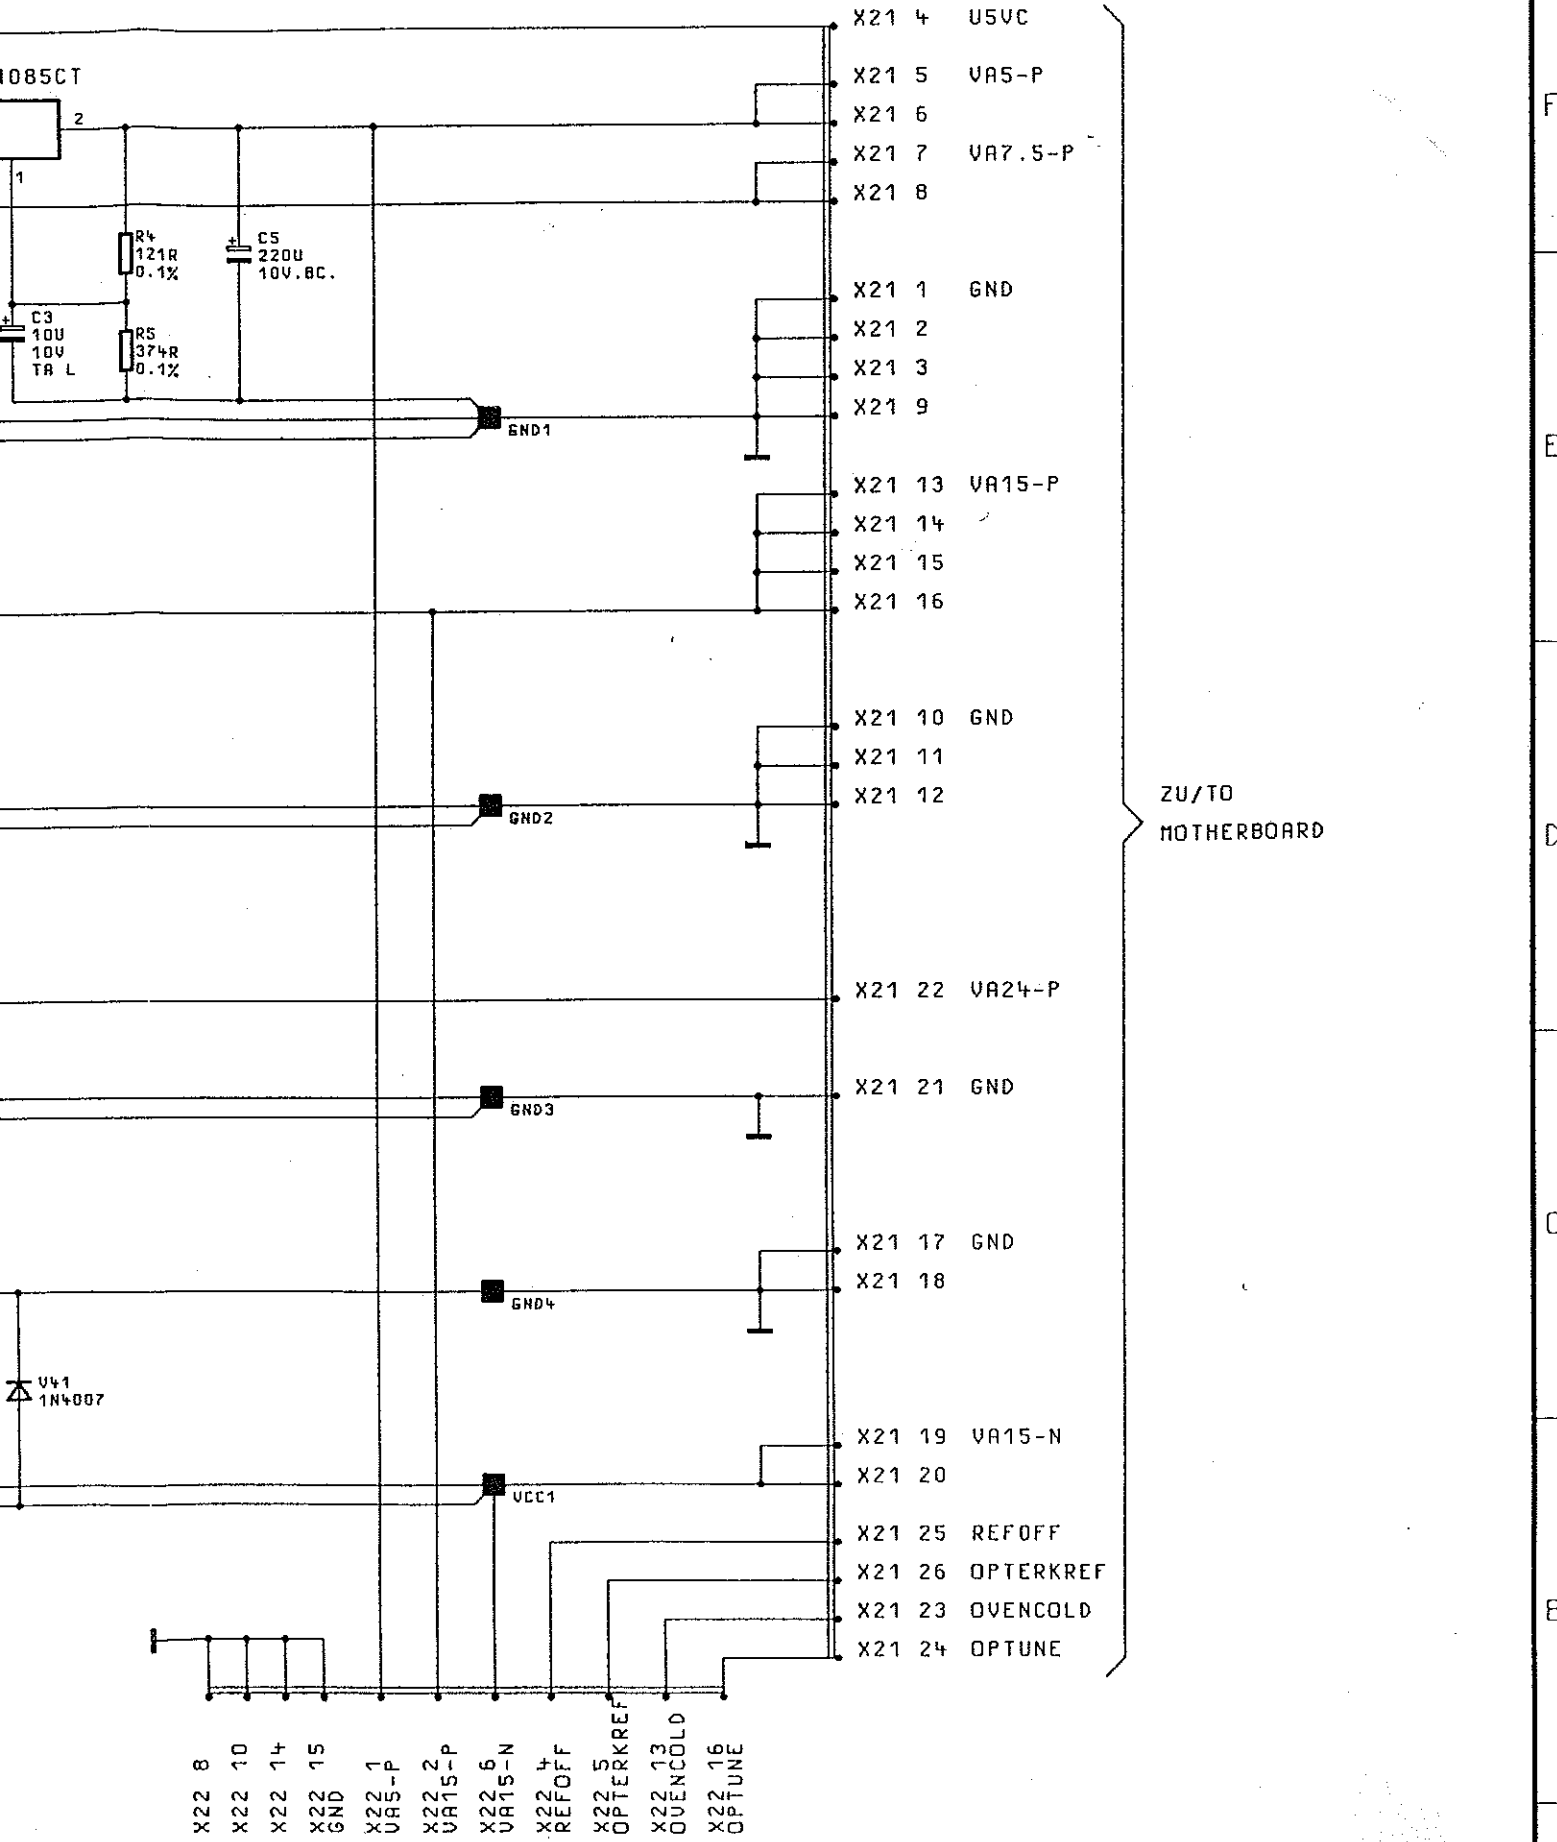 X21 4 U5VC
1085CT
X21 5 VA5-P
2
X21 6
X21 7 VA7.5-P
1
X21 8
R4
121R
0.1%
C5
220U
10V.BC.
X21 1 GND
C3
10U
10V
TA L
R5
374R
0.1%
X21 2
X21 3
X21 9
GND1
X21 13 VA15-P
X21 14
X21 15
X21 16
X21 10 GND
X21 11
X21 12
GND2
ZU/TO
MOTHERBOARD
X21 22 VA24-P
X21 21 GND
GND3
X21 17 GND
X21 18
GND4
V41
1N4007
X21 19 VA15-N
X21 20
VCC1
X21 25 REFOFF
X21 26 OPTERKREF
X21 23 OVENCOLD
X21 24 OPTUNE
X22 8
X22 10
X22 14
X22 15
GND
X22 1
VA5-P
X22 2
VA15-P
X22 6
VA15-N
X22 4
REFOFF
X22 5
OPTERKREF
X22 13
OVENCOLD
X22 16
OPTUNE
F
E